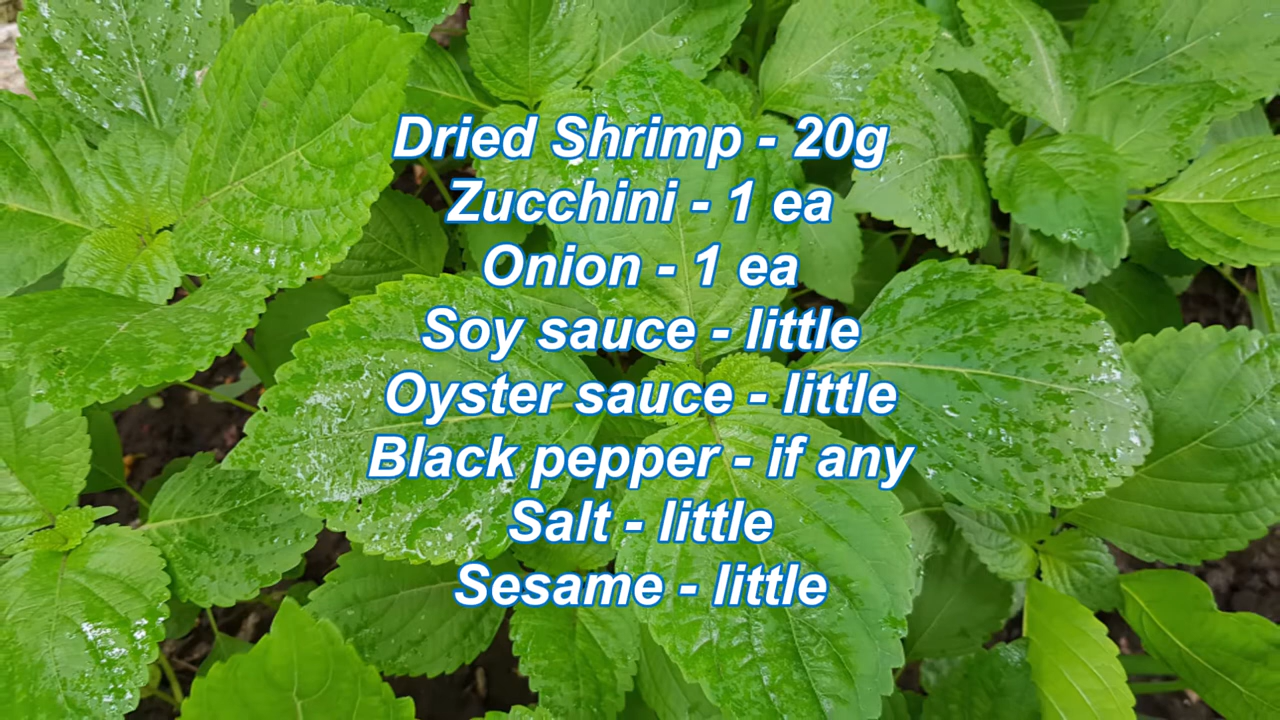 Dried Shrimp - 20g
Zucchini - 1 ea
Onion - 1 ea
Soy sauce - little
Oyster sauce - little
Black pepper - if any
Salt - little
Sesame - little